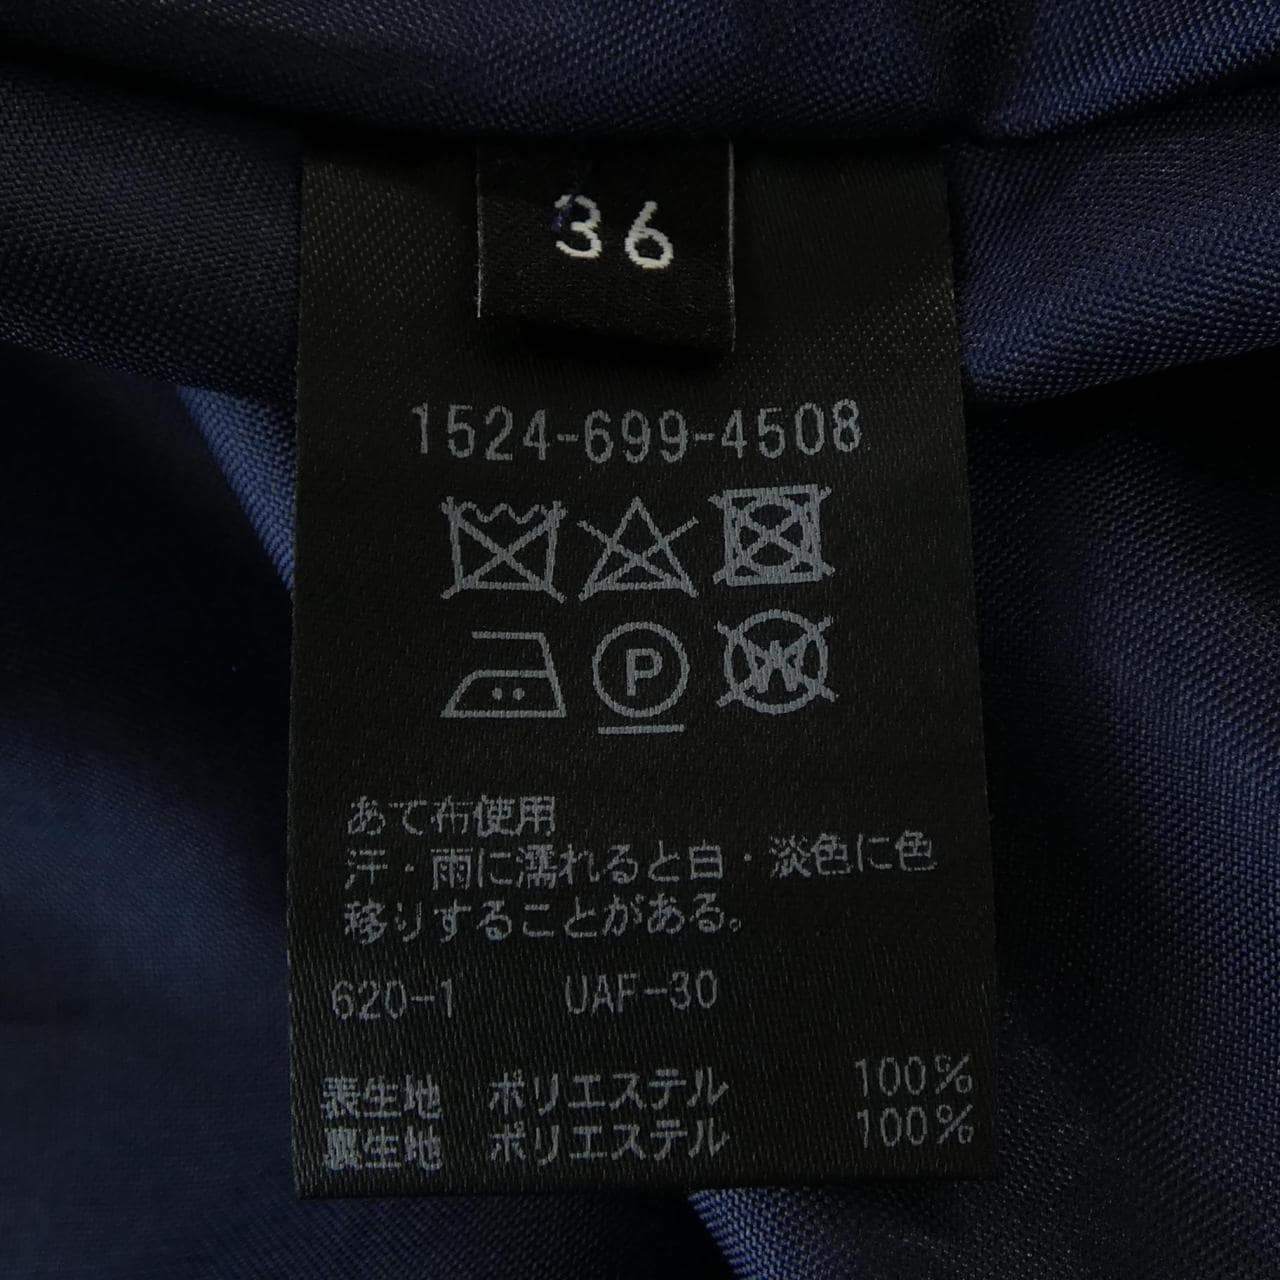 36
1524-699-4508
P
W
あて布使用
汗・雨に濡れると白・淡色に色
移りすることがある。
620-1 UAF-30
表生地 ポリエステル 100%
裏生地 ポリエステル 100%